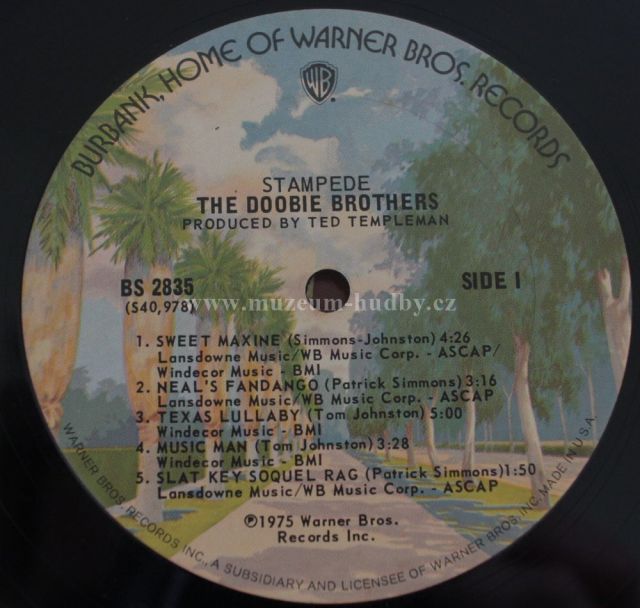 BURBANK, HOME OF WARNER BROS. RECORDS
WB
STAMPEDE
THE DOOBIE BROTHERS
PRODUCED BY TED TEMPLEMAN
BS 2835
(S40,978)
SIDE 1
www.muzeum-hudby.cz
1. SWEET MAXINE (Simmons-Johnston) 4:26
Lansdowne Music/WB Music Corp. - ASCAP/
Windecor Music - BMI
2. NEAL'S FANDANGO (Patrick Simmons) 3:16
Lansdowne Music/WB Music Corp. - ASCAP
3. TEXAS LULLABY (Tom Johnston) 5:00
Windecor Music - BMI
4. MUSIC MAN (Tom Johnston) 3:28
Windecor Music - BMI
5. SLAT KEY SOQUEL RAG (Patrick Simmons) 1:50
Lansdowne Music/WB Music Corp. - ASCAP
℗1975 Warner Bros.
Records Inc.
WARNER BROS. RECORDS INC., A SUBSIDIARY AND LICENSEE OF WARNER BROS. INC. MADE IN U.S.A.